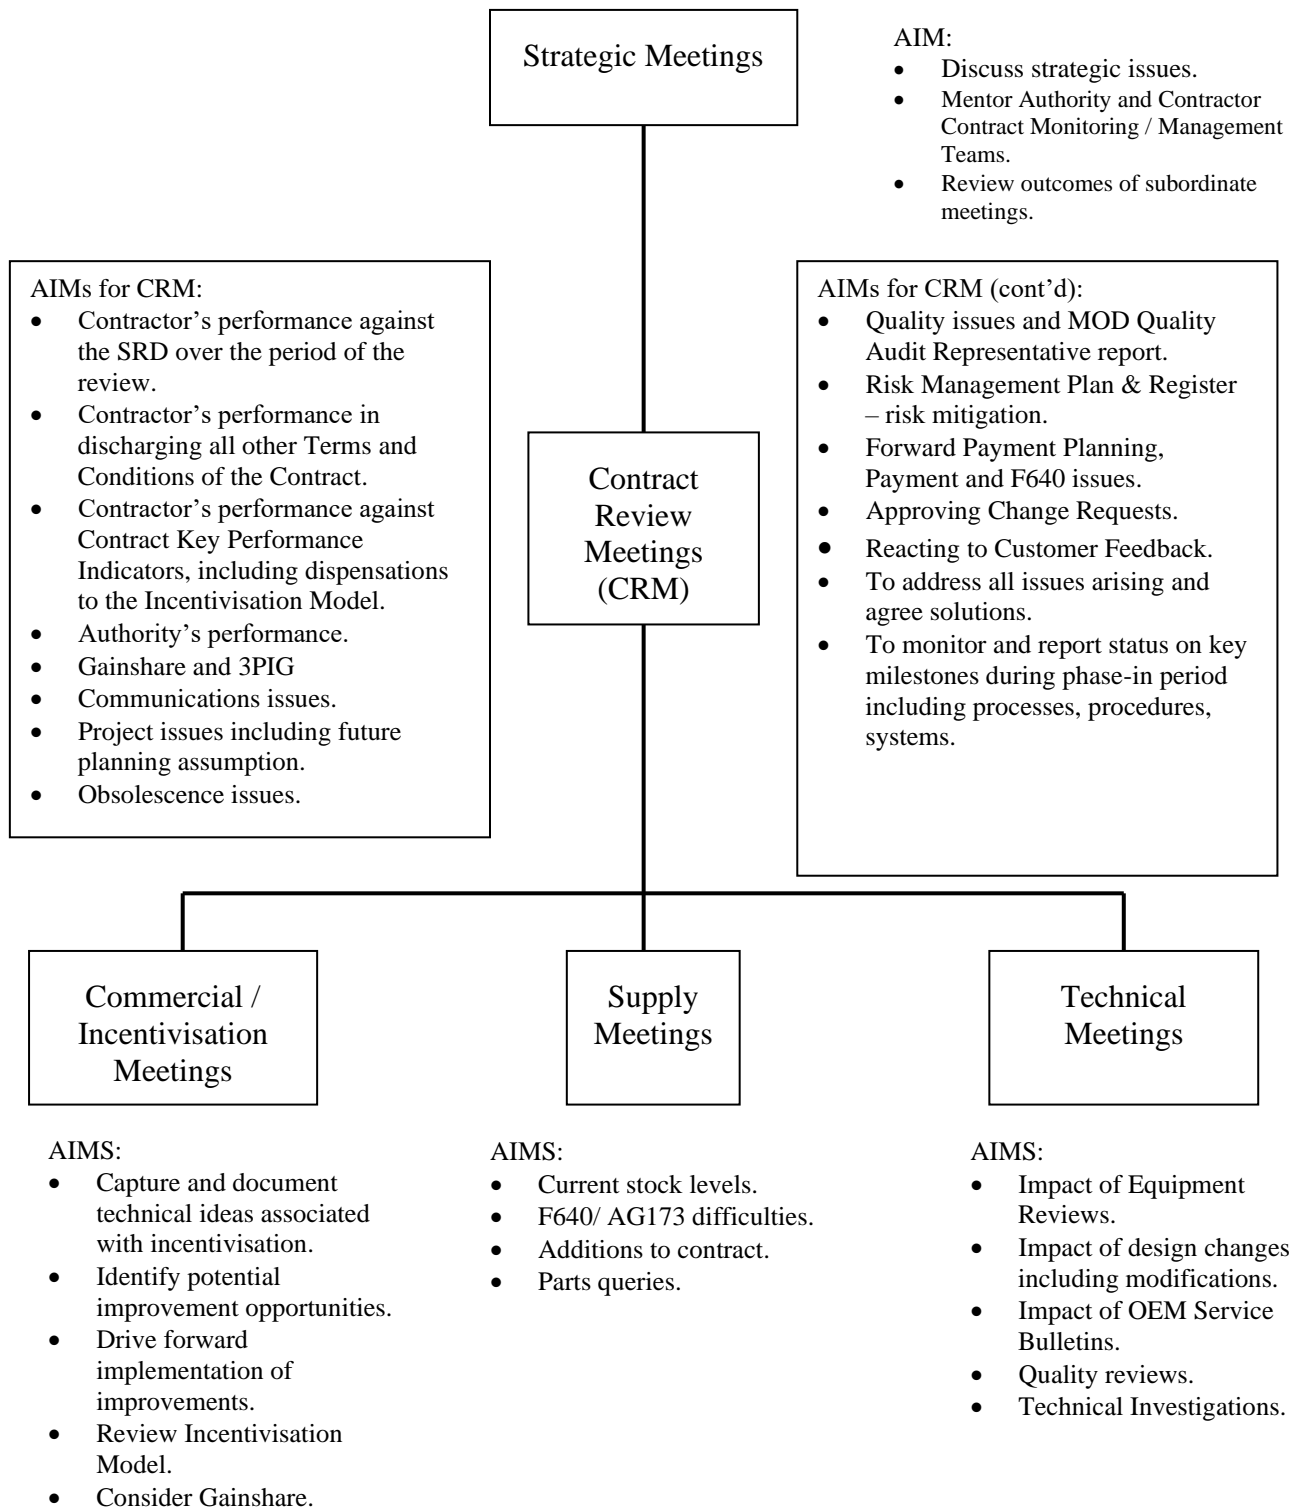 Strategic Meetings
AIM:
• Discuss strategic issues.
• Mentor Authority and Contractor
Contract Monitoring / Management
Teams.
• Review outcomes of subordinate
meetings.
AIMs for CRM:
• Contractor’s performance against
the SRD over the period of the
review.
• Contractor’s performance in
discharging all other Terms and
Conditions of the Contract.
• Contractor’s performance against
Contract Key Performance
Indicators, including dispensations
to the Incentivisation Model.
• Authority’s performance.
• Gainshare and 3PIG
• Communications issues.
• Project issues including future
planning assumption.
• Obsolescence issues.
Contract
Review
Meetings
(CRM)
AIMs for CRM (cont’d):
• Quality issues and MOD Quality
Audit Representative report.
• Risk Management Plan & Register
– risk mitigation.
• Forward Payment Planning,
Payment and F640 issues.
• Approving Change Requests.
• Reacting to Customer Feedback.
• To address all issues arising and
agree solutions.
• To monitor and report status on key
milestones during phase-in period
including processes, procedures,
systems.
Commercial /
Incentivisation
Meetings
Supply
Meetings
Technical
Meetings
AIMS:
• Capture and document
technical ideas associated
with incentivisation.
• Identify potential
improvement opportunities.
• Drive forward
implementation of
improvements.
• Review Incentivisation
Model.
• Consider Gainshare.
AIMS:
• Current stock levels.
• F640/ AG173 difficulties.
• Additions to contract.
• Parts queries.
AIMS:
• Impact of Equipment
Reviews.
• Impact of design changes
including modifications.
• Impact of OEM Service
Bulletins.
• Quality reviews.
• Technical Investigations.